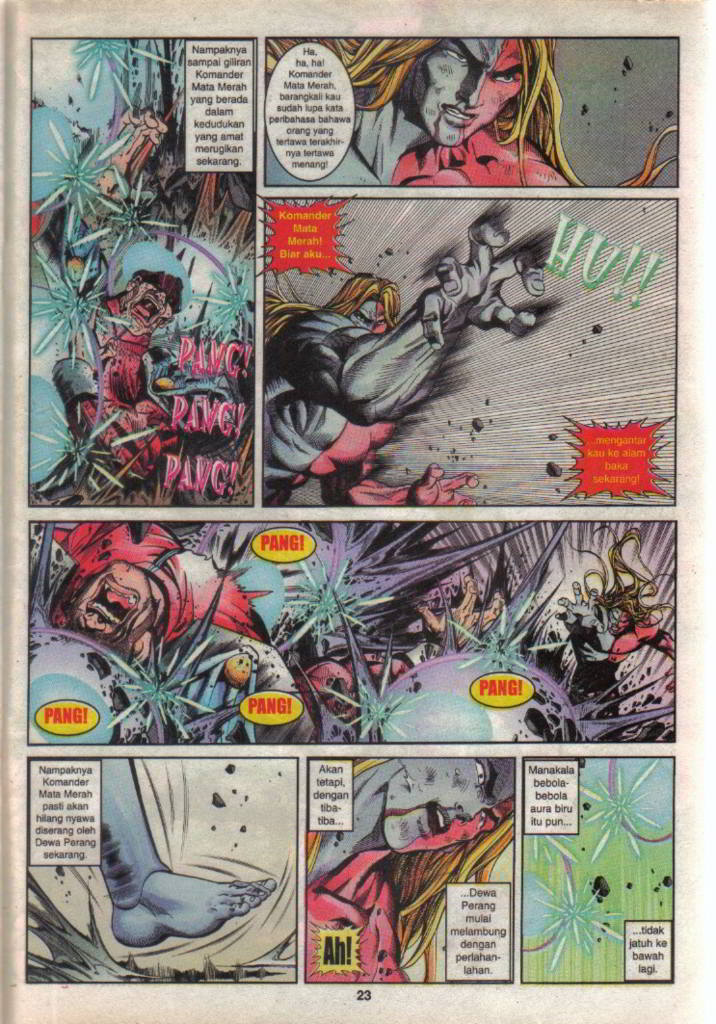 Nampaknya
sampai giliran
Komander
Mata Merah
yang berada
dalam
kedudukan
yang amat
merugikan
sekarang.
PANG!
PANG!
PANG!
Ha,
ha, ha!
Komander
Mata Merah,
barangkali kau
sudah lupa kata
peribahasa bahawa
orang yang
tertawa terakhir-
nya tertawa
menang!
Komander
Mata
Merah!
Biar aku...
HU!!
...mengantar
kau ke alam
baka
sekarang!
PANG!
PANG!
PANG!
PANG!
Nampaknya
Komander
Mata Merah
pasti akan
hilang nyawa
diserang oleh
Dewa Perang
sekarang.
Akan
tetapi,
dengan
tiba-
tiba...
Ah!
...Dewa
Perang
mulai
melambung
dengan
perlahan-
lahan.
Manakala
bebola-
bebola
aura biru
itu pun...
...tidak
jatuh ke
bawah
lagi.
23